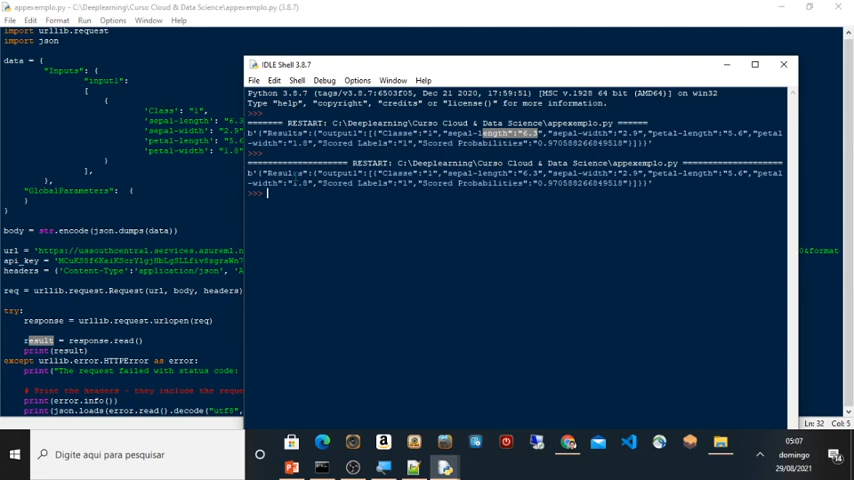 appexemplo.py - C:\Deeplearning\Curso Cloud & Data Science\appexemplo.py (3.8.7)
File Edit Format Run Options Window Help
import urllib.request
import json
data = {
"Inputs": {
"input1":
[
{
'Class': "1",
'sepal-length': "6.3
'sepal-width': "2.9"
'petal-length': "5.6
'petal-width': "1.8"
}
],
},
"GlobalParameters": {
}
}
body = str.encode(json.dumps(data))
url = 'https://ussouthcentral.services.azureml.n
0&format
api_key =
headers = {'Content-Type':'application/json', 'A
req = urllib.request.Request(url, body, headers)
try:
response = urllib.request.urlopen(req)
result = response.read()
print(result)
except urllib.error.HTTPError as error:
print("The request failed with status code:
# Print the headers - they include the reque
print(error.info())
print(json.loads(error.read().decode("utf8",
Ln: 32 Col: 5
IDLE Shell 3.8.7
File Edit Shell Debug Options Window Help
Python 3.8.7 (tags/v3.8.7:6503f05, Dec 21 2020, 17:59:51) [MSC v.1928 64 bit (AMD64)] on win32
Type "help", "copyright", "credits" or "license()" for more information.
>>>
======= RESTART: C:\Deeplearning\Curso Cloud & Data Science\appexemplo.py ======
b'{"Results":{"output1":[{"Classe":"1","sepal-length":"6.3","sepal-width":"2.9","petal-length":"5.6","petal
-width":"1.8","Scored Labels":"1","Scored Probabilities":"0.970588266849518"}]}}'
>>>
==================== RESTART: C:\Deeplearning\Curso Cloud & Data Science\appexemplo.py ====================
b'{"Results":{"output1":[{"Classe":"1","sepal-length":"6.3","sepal-width":"2.9","petal-length":"5.6","petal
-width":"1.8","Scored Labels":"1","Scored Probabilities":"0.970588266849518"}]}}'
>>>
Digite aqui para pesquisar
05:07
domingo
29/08/2021
14